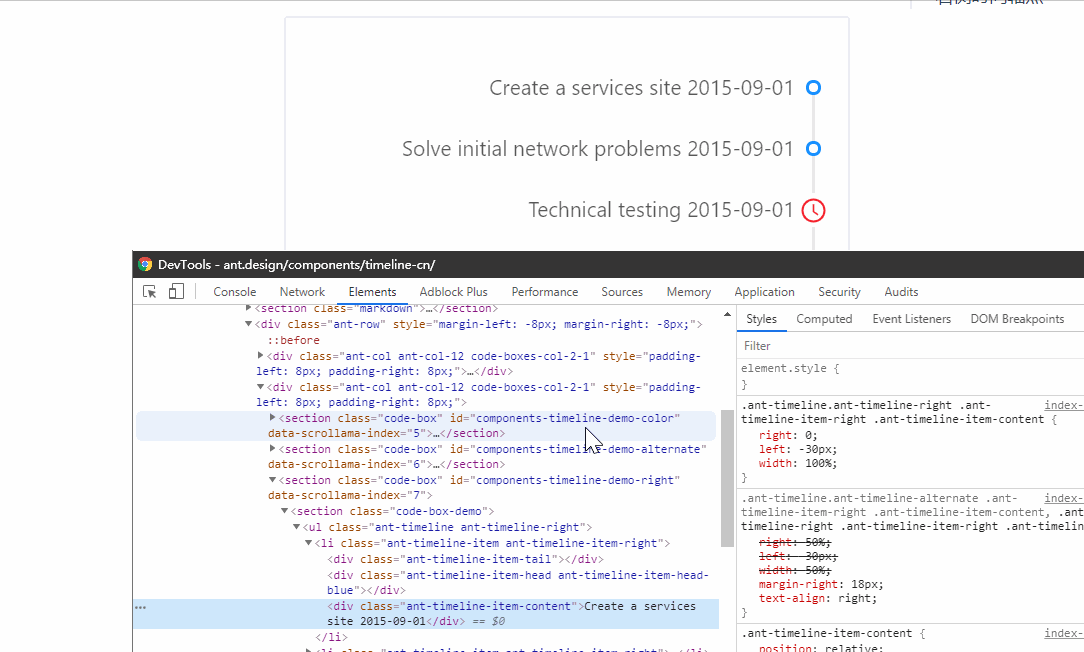 Create a services site 2015-09-01
Solve initial network problems 2015-09-01
Technical testing 2015-09-01
DevTools - ant.design/components/timeline-cn/
Console Network Elements Adblock Plus Performance Sources Memory Application Security Audits
▶<section class="markdown">…</section>
▼<div class="ant-row" style="margin-left: -8px; margin-right: -8px;">
::before
▶<div class="ant-col ant-col-12 code-boxes-col-2-1" style="padding-
left: 8px; padding-right: 8px;">…</div>
▼<div class="ant-col ant-col-12 code-boxes-col-2-1" style="padding-
left: 8px; padding-right: 8px;">
▶<section class="code-box" id="components-timeline-demo-color"
data-scrollama-index="5">…</section>
▶<section class="code-box" id="components-timeline-demo-alternate"
data-scrollama-index="6">…</section>
▼<section class="code-box" id="components-timeline-demo-right"
data-scrollama-index="7">
▼<section class="code-box-demo">
▼<ul class="ant-timeline ant-timeline-right">
▼<li class="ant-timeline-item ant-timeline-item-right">
<div class="ant-timeline-item-tail"></div>
<div class="ant-timeline-item-head ant-timeline-item-head-
blue"></div>
<div class="ant-timeline-item-content">Create a services
site 2015-09-01</div> == $0
</li>
Styles Computed Event Listeners DOM Breakpoints
Filter
element.style {
}
.ant-timeline.ant-timeline-right .ant- index-
timeline-item-right .ant-timeline-item-content {
right: 0;
left: -30px;
width: 100%;
}
.ant-timeline.ant-timeline-alternate .ant- index-
timeline-item-right .ant-timeline-item-content, .ant
timeline-right .ant-timeline-item-right .ant-timelin
right: 50%;
left: -30px;
width: 50%;
margin-right: 18px;
text-align: right;
}
.ant-timeline-item-content { index-
position: relative;